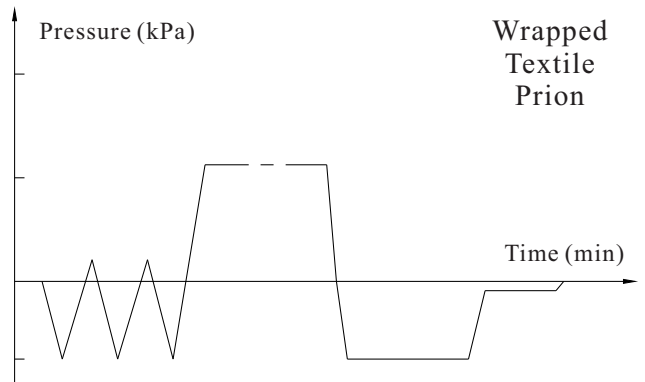 Pressure (kPa)
Wrapped
Textile
Prion
Time (min)